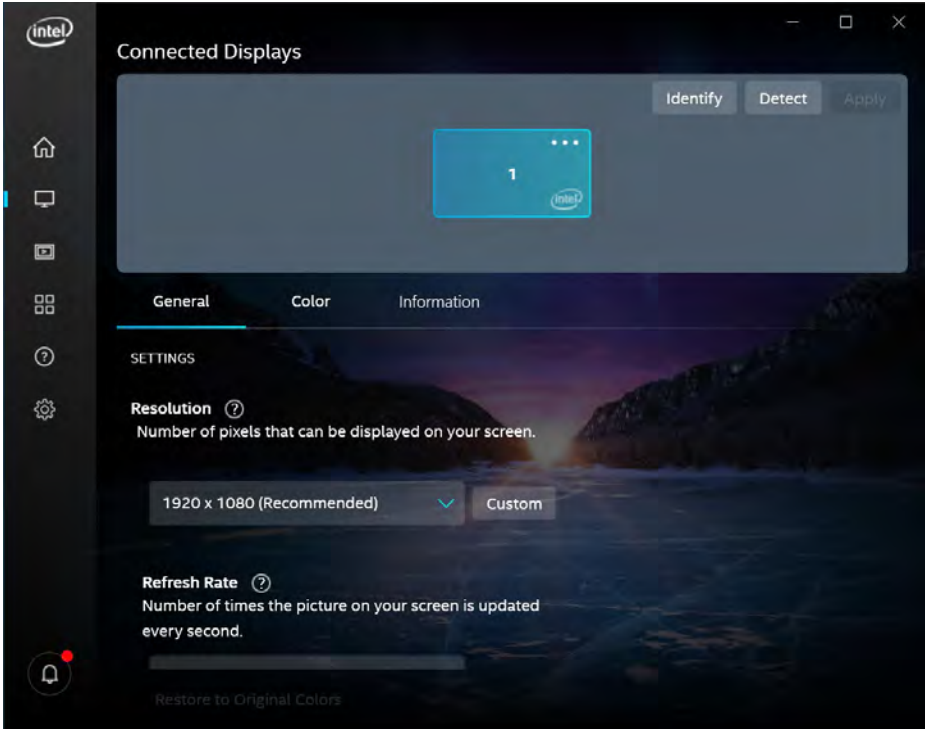 intel
Connected Displays
Identify
Detect
Apply
1
intel
General
Color
Information
SETTINGS
Resolution ?
Number of pixels that can be displayed on your screen.
1920 x 1080 (Recommended)
Custom
Refresh Rate ?
Number of times the picture on your screen is updated
every second.
Restore to Original Colors